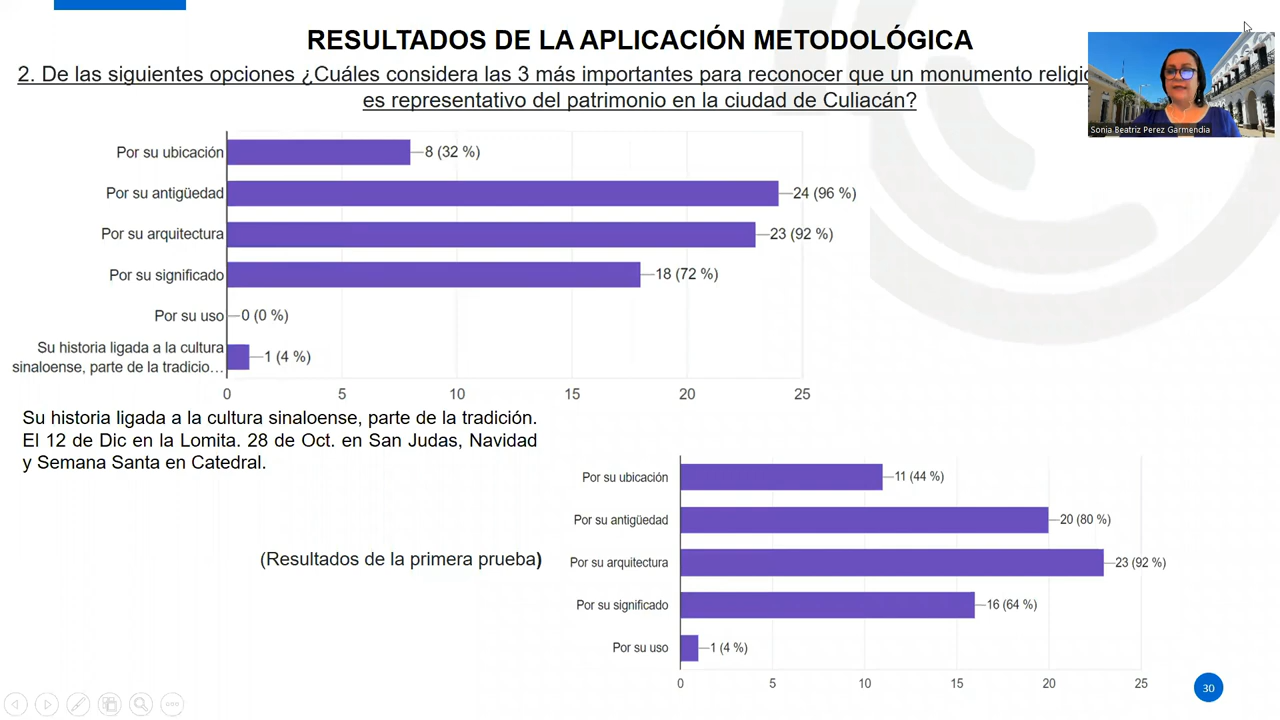 RESULTADOS DE LA APLICACIÓN METODOLÓGICA
2. De las siguientes opciones ¿Cuáles considera las 3 más importantes para reconocer que un monumento
es representativo del patrimonio en la ciudad de Culiacán?
Sonia Beatriz Perez Garmendia
Por su ubicación 8 (32 %)
Por su antigüedad 24 (96 %)
Por su arquitectura 23 (92 %)
Por su significado 18 (72 %)
Por su uso 0 (0 %)
Su historia ligada a la cultura
sinaloense, parte de la tradicio… 1 (4 %)
0 5 10 15 20 25
Su historia ligada a la cultura sinaloense, parte de la tradición.
El 12 de Dic en la Lomita. 28 de Oct. en San Judas, Navidad
y Semana Santa en Catedral.
(Resultados de la primera prueba)
Por su ubicación 11 (44 %)
Por su antigüedad 20 (80 %)
Por su arquitectura 23 (92 %)
Por su significado 16 (64 %)
Por su uso 1 (4 %)
0 5 10 15 20 25
30